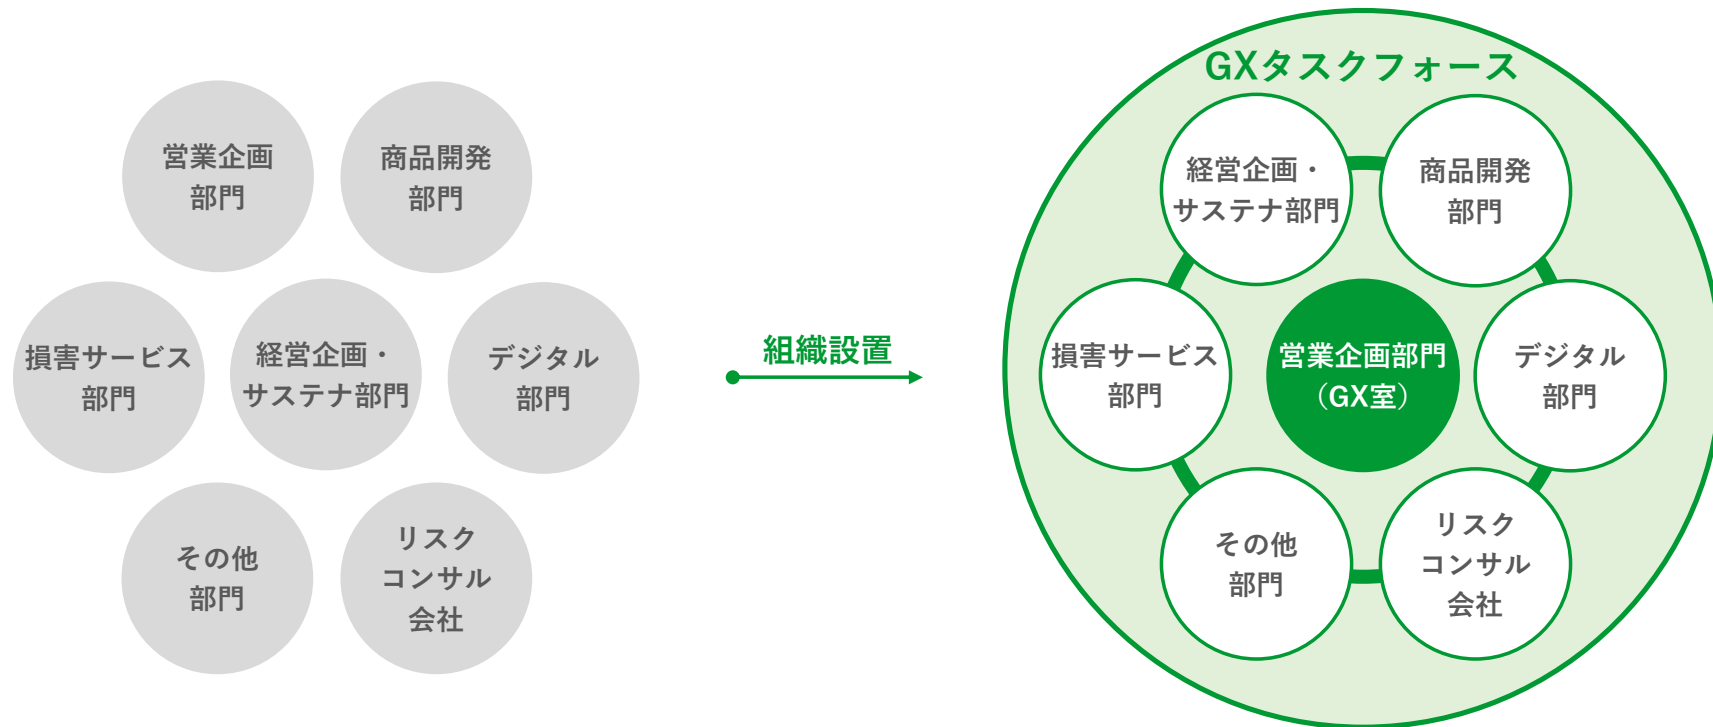 営業企画
部門
商品開発
部門
損害サービス
部門
経営企画・
サステナ部門
デジタル
部門
その他
部門
リスク
コンサル
会社
組織設置
GXタスクフォース
経営企画・
サステナ部門
商品開発
部門
損害サービス
部門
営業企画部門
（GX室）
デジタル
部門
その他
部門
リスク
コンサル
会社